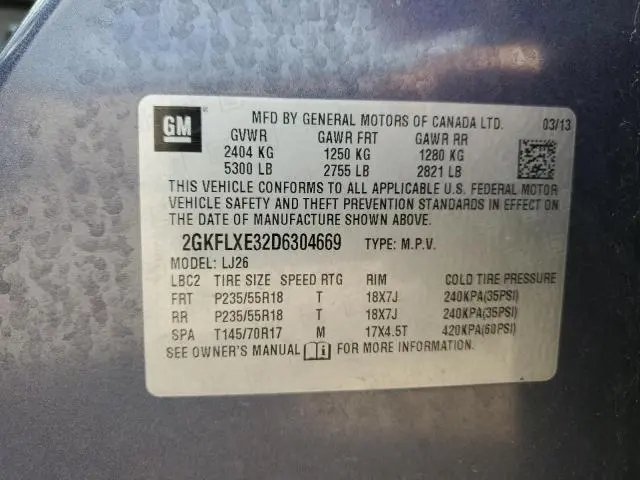 GM
MFD BY GENERAL MOTORS OF CANADA LTD. 03/13
GVWR GAWR FRT GAWR RR
2404 KG 1250 KG 1280 KG
5300 LB 2755 LB 2821 LB
THIS VEHICLE CONFORMS TO ALL APPLICABLE U.S. FEDERAL MOTOR
VEHICLE SAFETY AND THEFT PREVENTION STANDARDS IN EFFECT ON
THE DATE OF MANUFACTURE SHOWN ABOVE.
2GKFLXE32D6304669 TYPE: M.P.V.
MODEL: LJ26
LBC2 TIRE SIZE SPEED RTG RIM COLD TIRE PRESSURE
FRT P235/55R18 T 18X7J 240KPA(35PSI)
RR P235/55R18 T 18X7J 240KPA(35PSI)
SPA T145/70R17 M 17X4.5T 420KPA(60PSI)
SEE OWNER'S MANUAL FOR MORE INFORMATION.